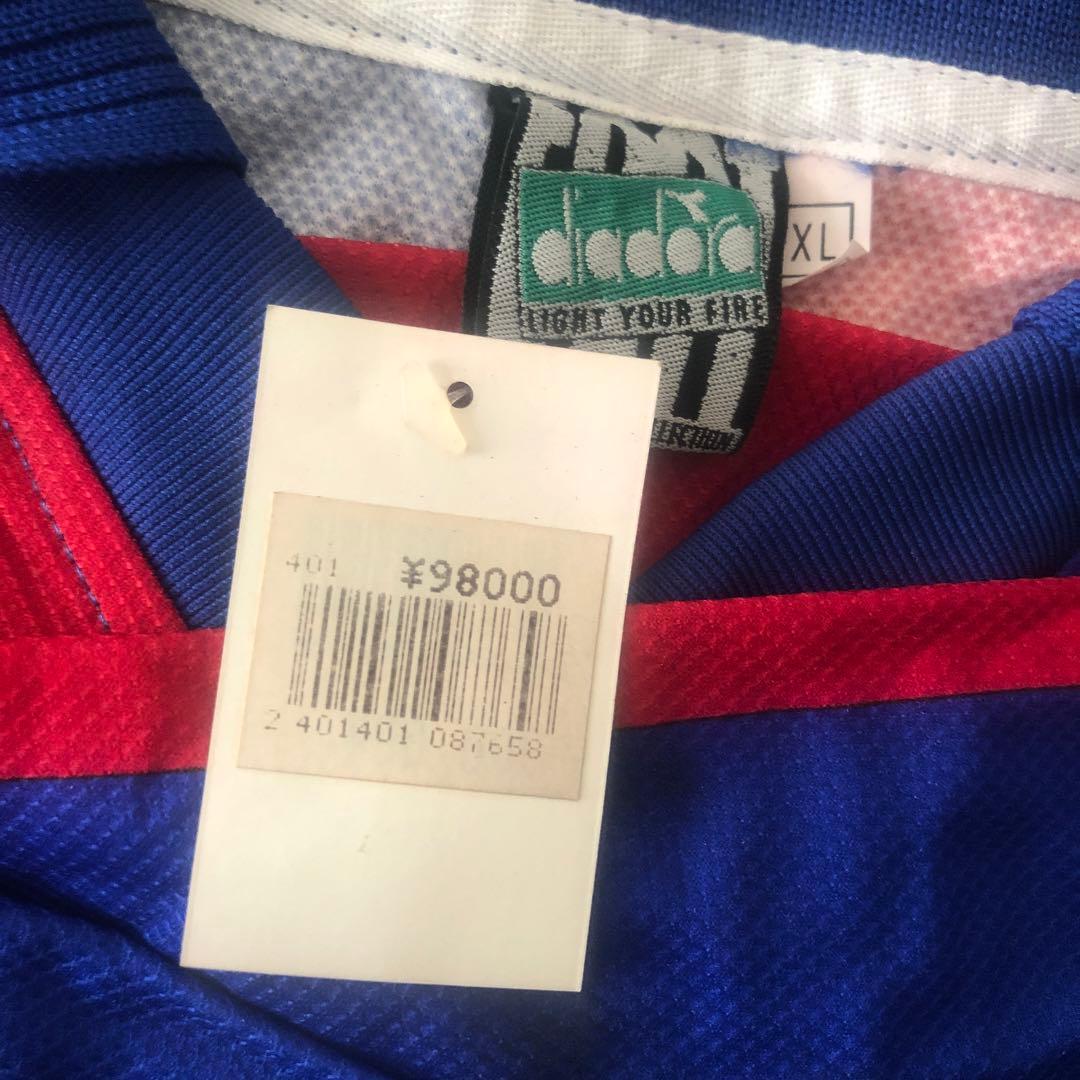 diadora
XL
LIGHT YOUR FIRE
401 ¥98000
2 401401 087658